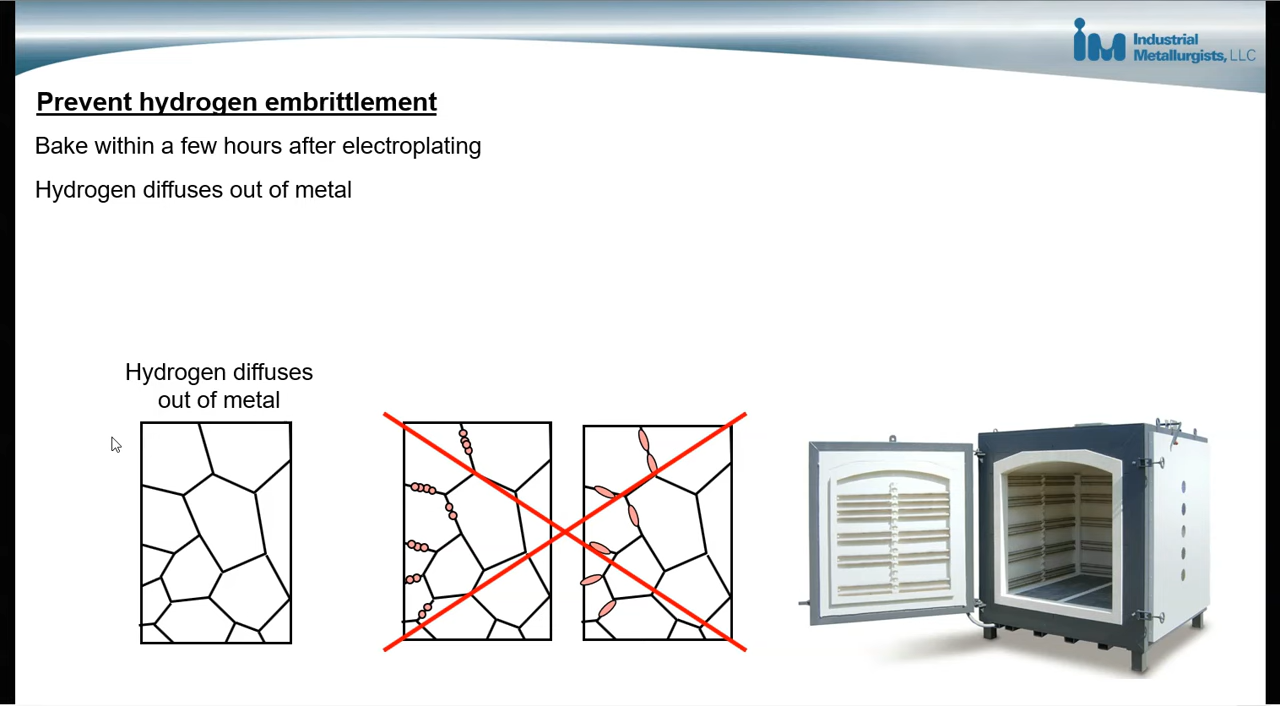 Industrial
Metallurgists, LLC
Prevent hydrogen embrittlement
Bake within a few hours after electroplating
Hydrogen diffuses out of metal
Hydrogen diffuses
out of metal